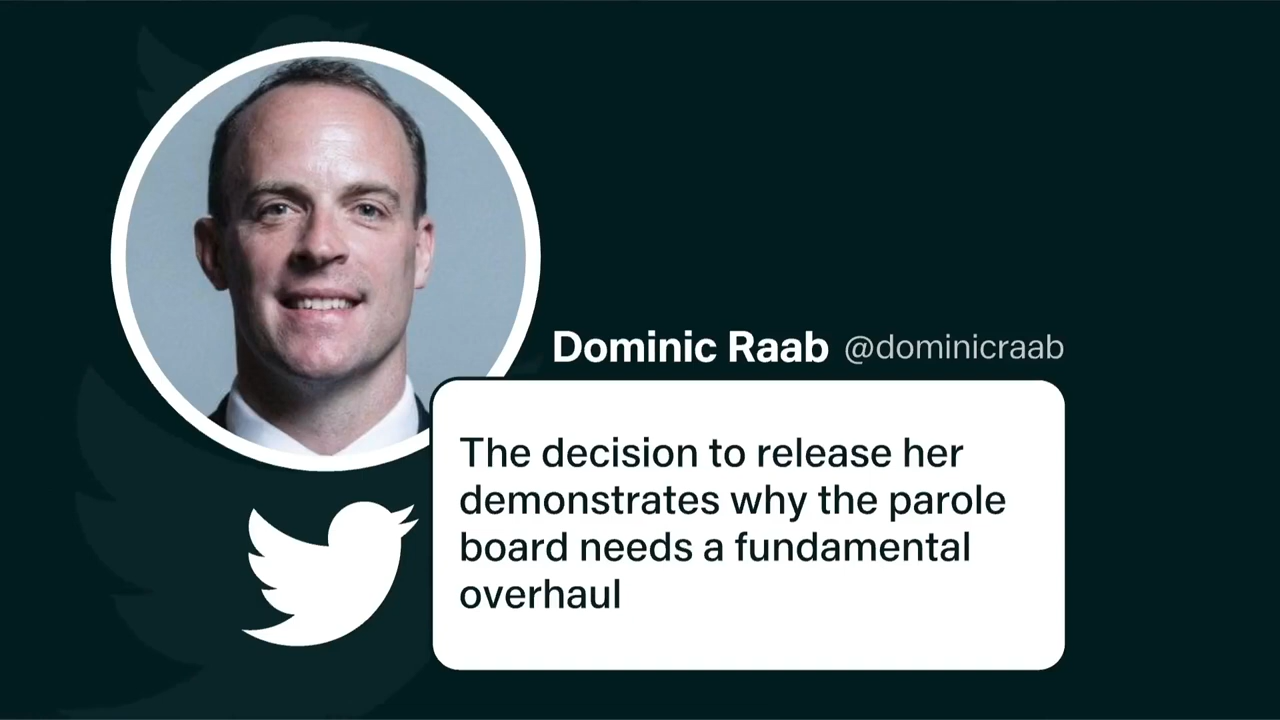 Dominic Raab @dominicraab
The decision to release her
demonstrates why the parole
board needs a fundamental
overhaul